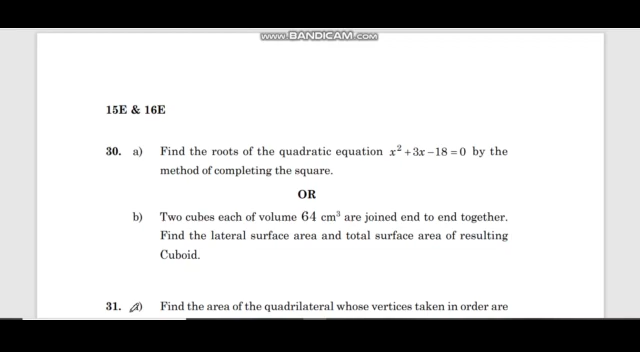 www.BANDICAM.com
15E & 16E
30. a) Find the roots of the quadratic equation x² + 3x – 18 = 0 by the
method of completing the square.
OR
b) Two cubes each of volume 64 cm³ are joined end to end together.
Find the lateral surface area and total surface area of resulting
Cuboid.
31. a) Find the area of the quadrilateral whose vertices taken in order are